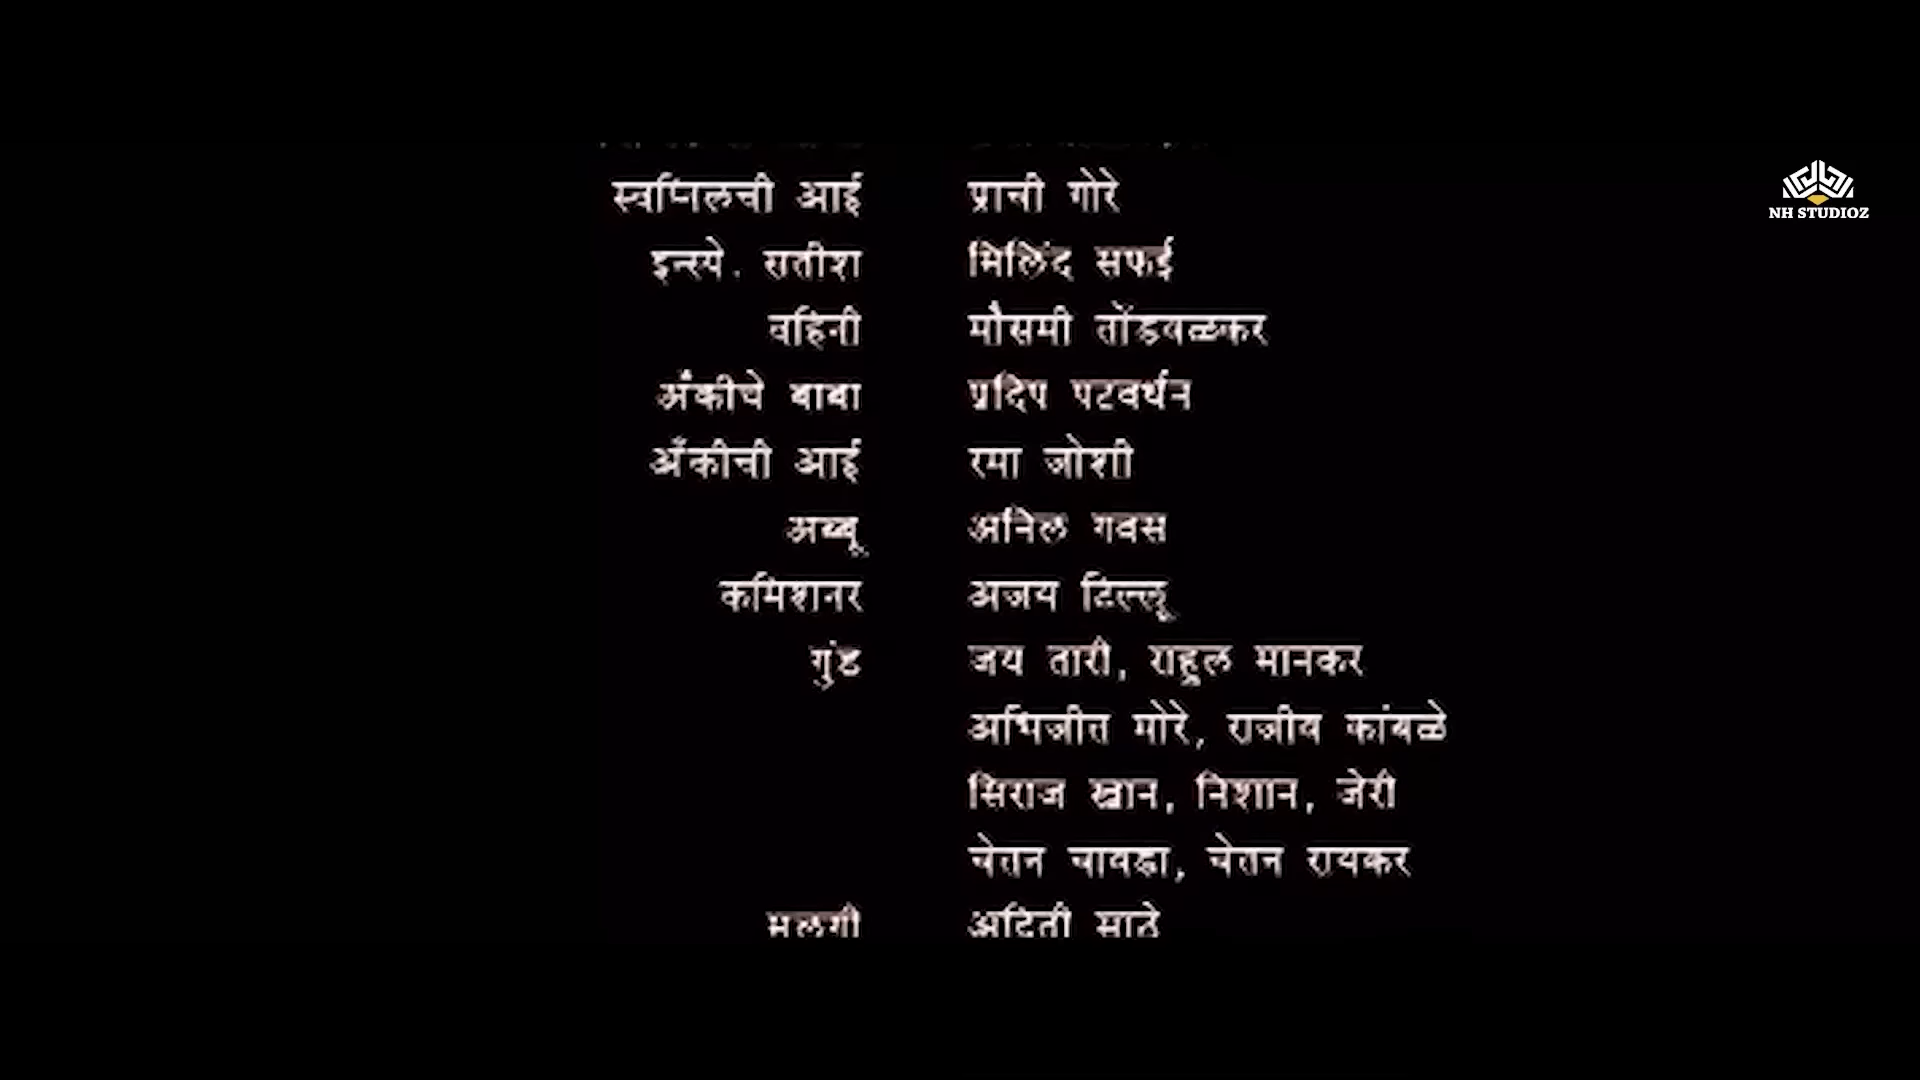 स्वप्निलची आई प्राची गोरे
NH STUDIOZ
इन्स्पे. सतीश मिलिंद सफई
वहिनी मौसमी तोंडवळकर
अँकीचे बाबा प्रदिप पटवर्धन
अँकीची आई रमा जोशी
अब्बू अनिल गवस
कमिशनर अजय टिल्लू
गुंड जय तारी, राहुल मानकर
अभिजीत मोरे, राजीव कांबळे
सिराज खान, निशान, जेरी
चेतन चावडा, चेतन रायकर
अदिती साठे